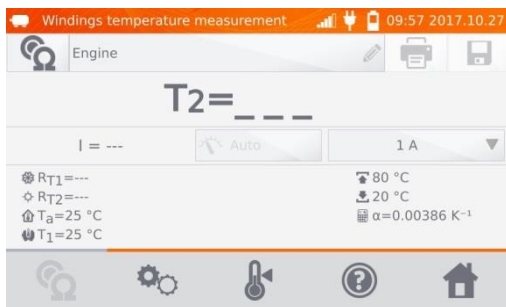 Windings temperature measurement 09:57 2017.10.27
Engine
T2=_ _ _
I = --- Auto 1 A
RT1=--- 80 °C
RT2=--- 20 °C
Ta=25 °C α=0.00386 K⁻¹
T1=25 °C